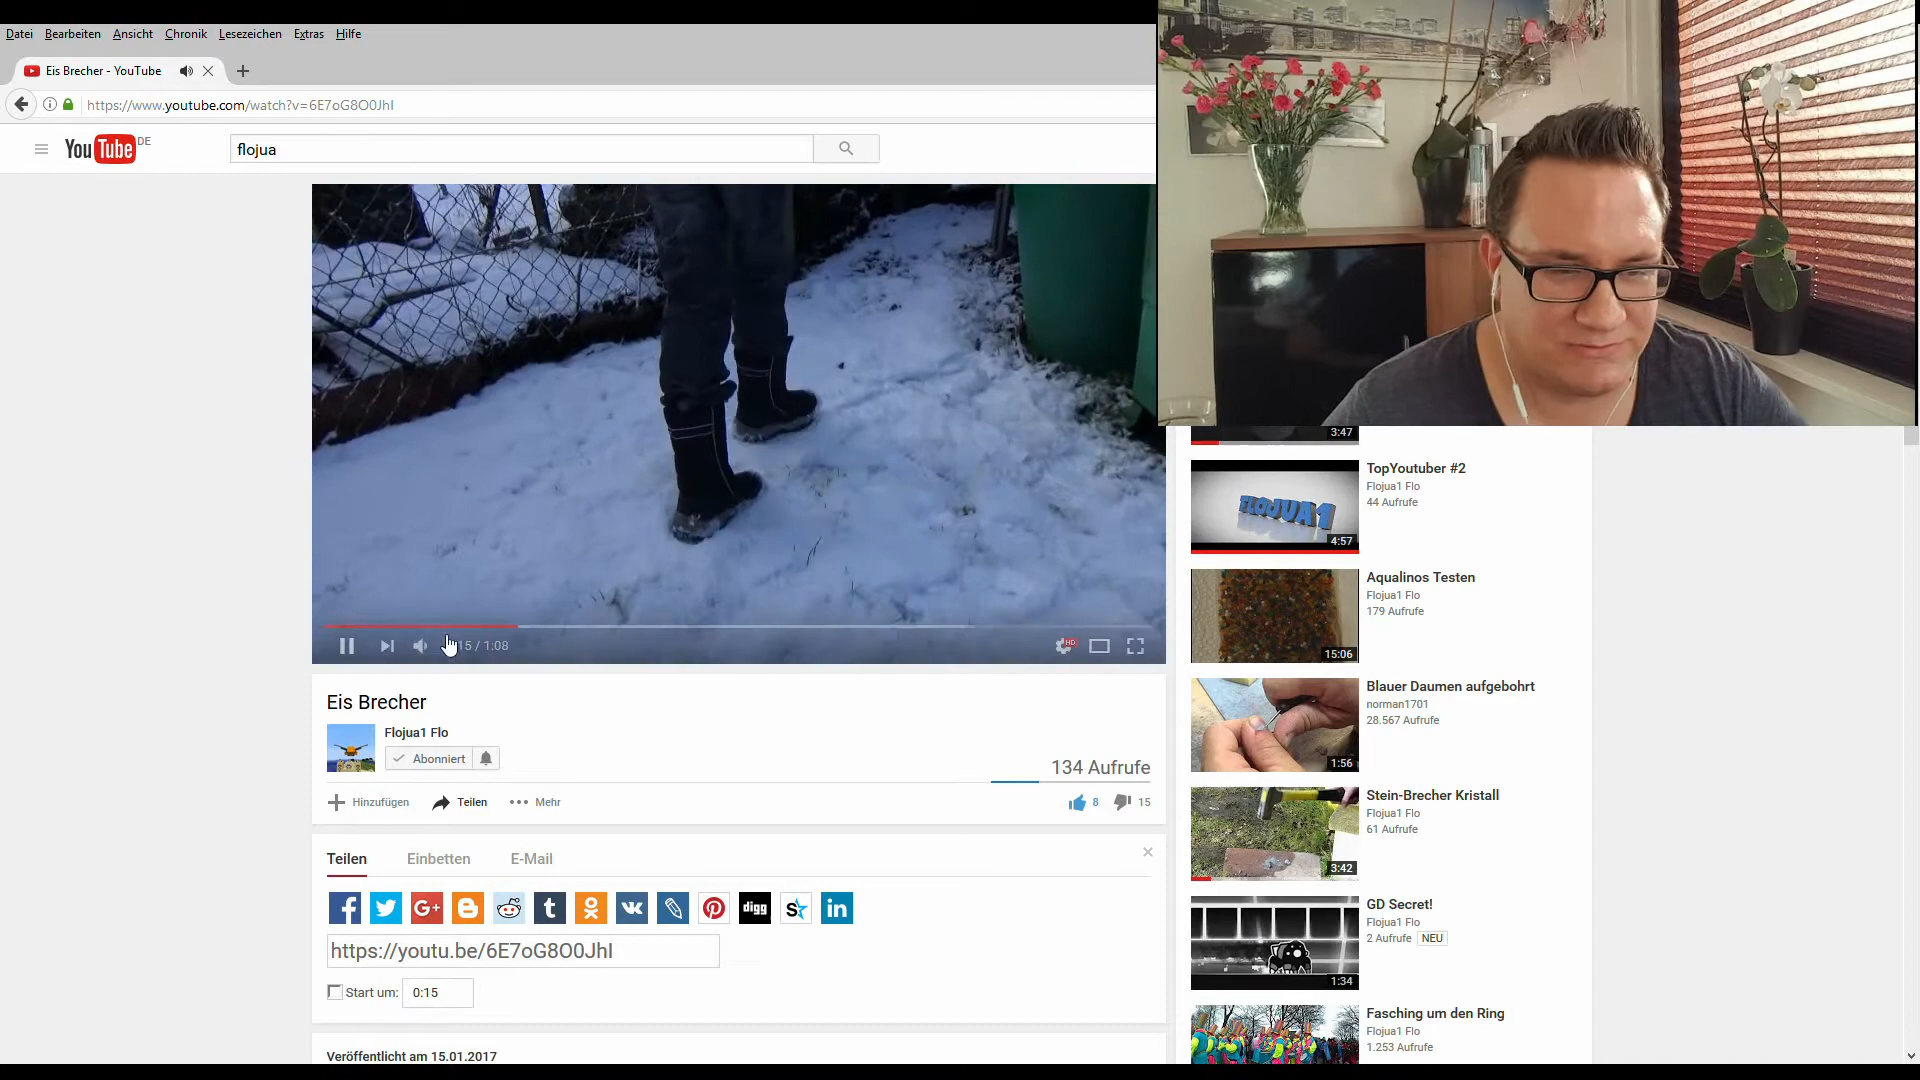 Datei Bearbeiten Ansicht Chronik Lesezeichen Extras Hilfe
Eis Brecher - YouTube
https://www.youtube.com/watch?v=6E7oG8O0JhI
YouTube DE
flojua
15 / 1:08
HD
Eis Brecher
Flojua1 Flo
Abonniert
134 Aufrufe
Hinzufügen Teilen Mehr
8 15
Teilen Einbetten E-Mail
G+ t digg in
https://youtu.be/6E7oG8O0JhI
Start um: 0:15
Veröffentlicht am 15.01.2017
3:47
TopYoutuber #2
Flojua1 Flo
44 Aufrufe
FLOJUA1
4:57
Aqualinos Testen
Flojua1 Flo
179 Aufrufe
15:06
Blauer Daumen aufgebohrt
norman1701
28.567 Aufrufe
1:56
Stein-Brecher Kristall
Flojua1 Flo
61 Aufrufe
3:42
GD Secret!
Flojua1 Flo
2 Aufrufe NEU
1:34
Fasching um den Ring
Flojua1 Flo
1.253 Aufrufe